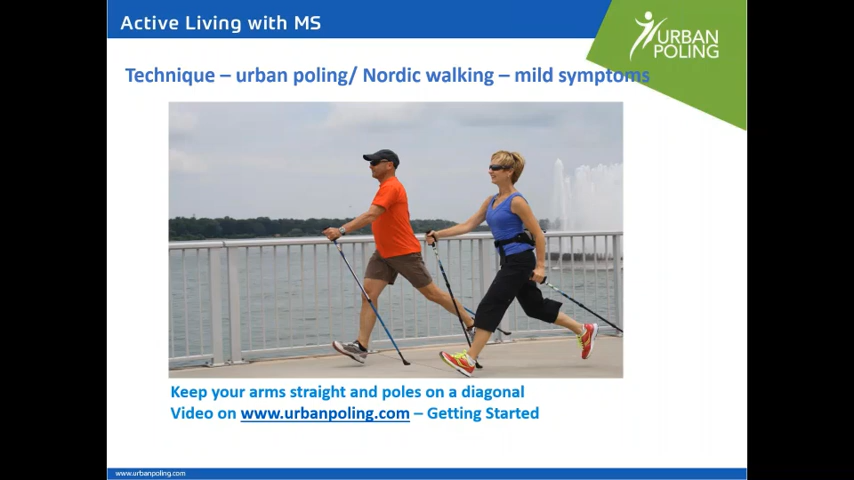 Active Living with MS
URBAN
POLING
Technique – urban poling/ Nordic walking – mild symptoms
Keep your arms straight and poles on a diagonal
Video on www.urbanpoling.com – Getting Started
www.urbanpoling.com